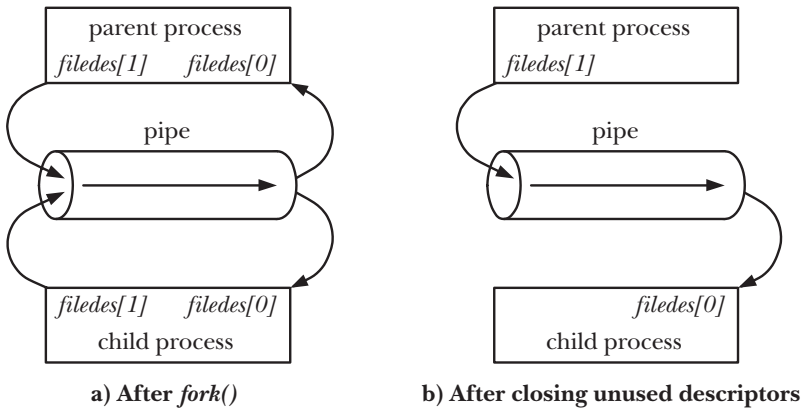 parent process
filedes[1] filedes[0]
pipe
filedes[1] filedes[0]
child process
a) After fork()
parent process
filedes[1]
pipe
filedes[0]
child process
b) After closing unused descriptors